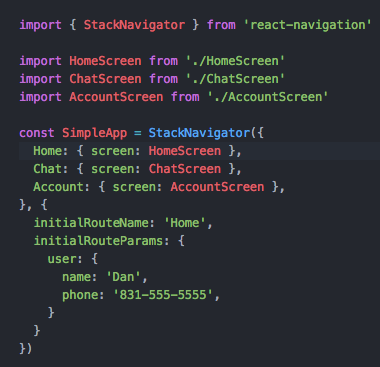 import { StackNavigator } from 'react-navigation'
import HomeScreen from './HomeScreen'
import ChatScreen from './ChatScreen'
import AccountScreen from './AccountScreen'
const SimpleApp = StackNavigator({
  Home: { screen: HomeScreen },
  Chat: { screen: ChatScreen },
  Account: { screen: AccountScreen },
}, {
  initialRouteName: 'Home',
  initialRouteParams: {
    user: {
      name: 'Dan',
      phone: '831-555-5555',
    }
  }
})